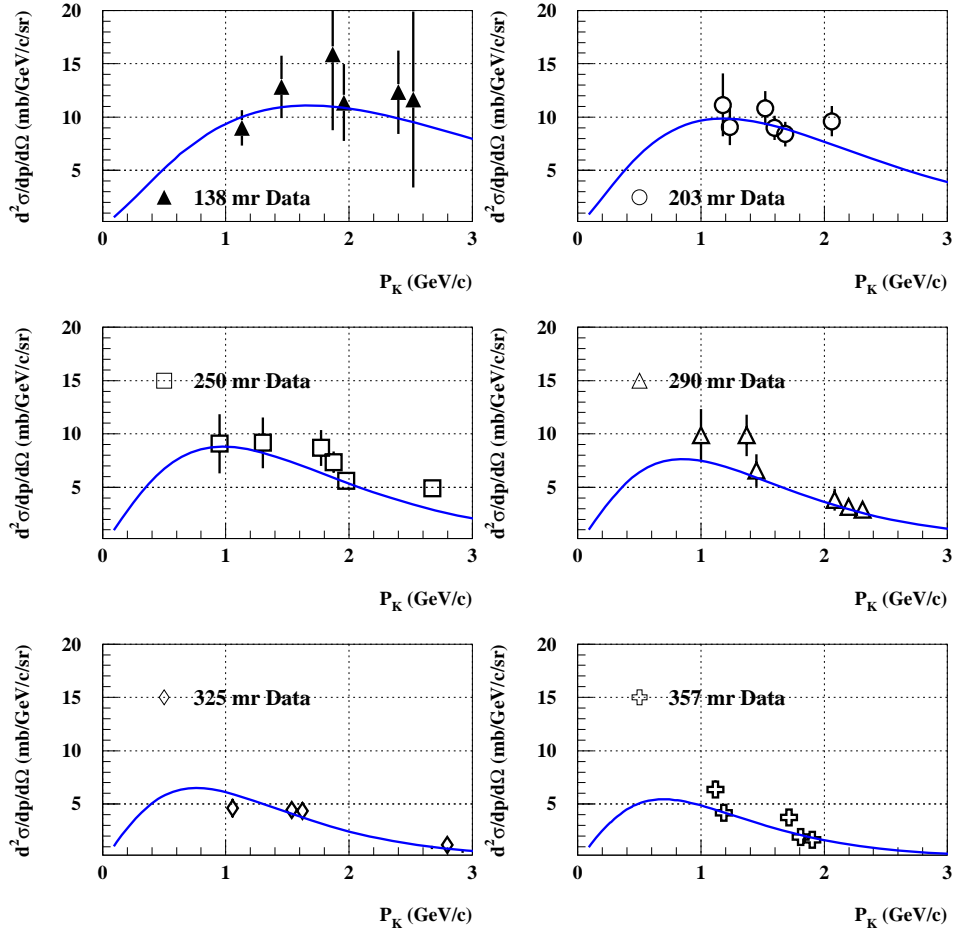 d²σ/dp/dΩ (mb/GeV/c/sr)
20
15
10
5
138 mr Data
0 1 2 3
P_K (GeV/c)
d²σ/dp/dΩ (mb/GeV/c/sr)
20
15
10
5
203 mr Data
0 1 2 3
P_K (GeV/c)
d²σ/dp/dΩ (mb/GeV/c/sr)
20
15
10
5
250 mr Data
0 1 2 3
P_K (GeV/c)
d²σ/dp/dΩ (mb/GeV/c/sr)
20
15
10
5
290 mr Data
0 1 2 3
P_K (GeV/c)
d²σ/dp/dΩ (mb/GeV/c/sr)
20
15
10
5
325 mr Data
0 1 2 3
P_K (GeV/c)
d²σ/dp/dΩ (mb/GeV/c/sr)
20
15
10
5
357 mr Data
0 1 2 3
P_K (GeV/c)